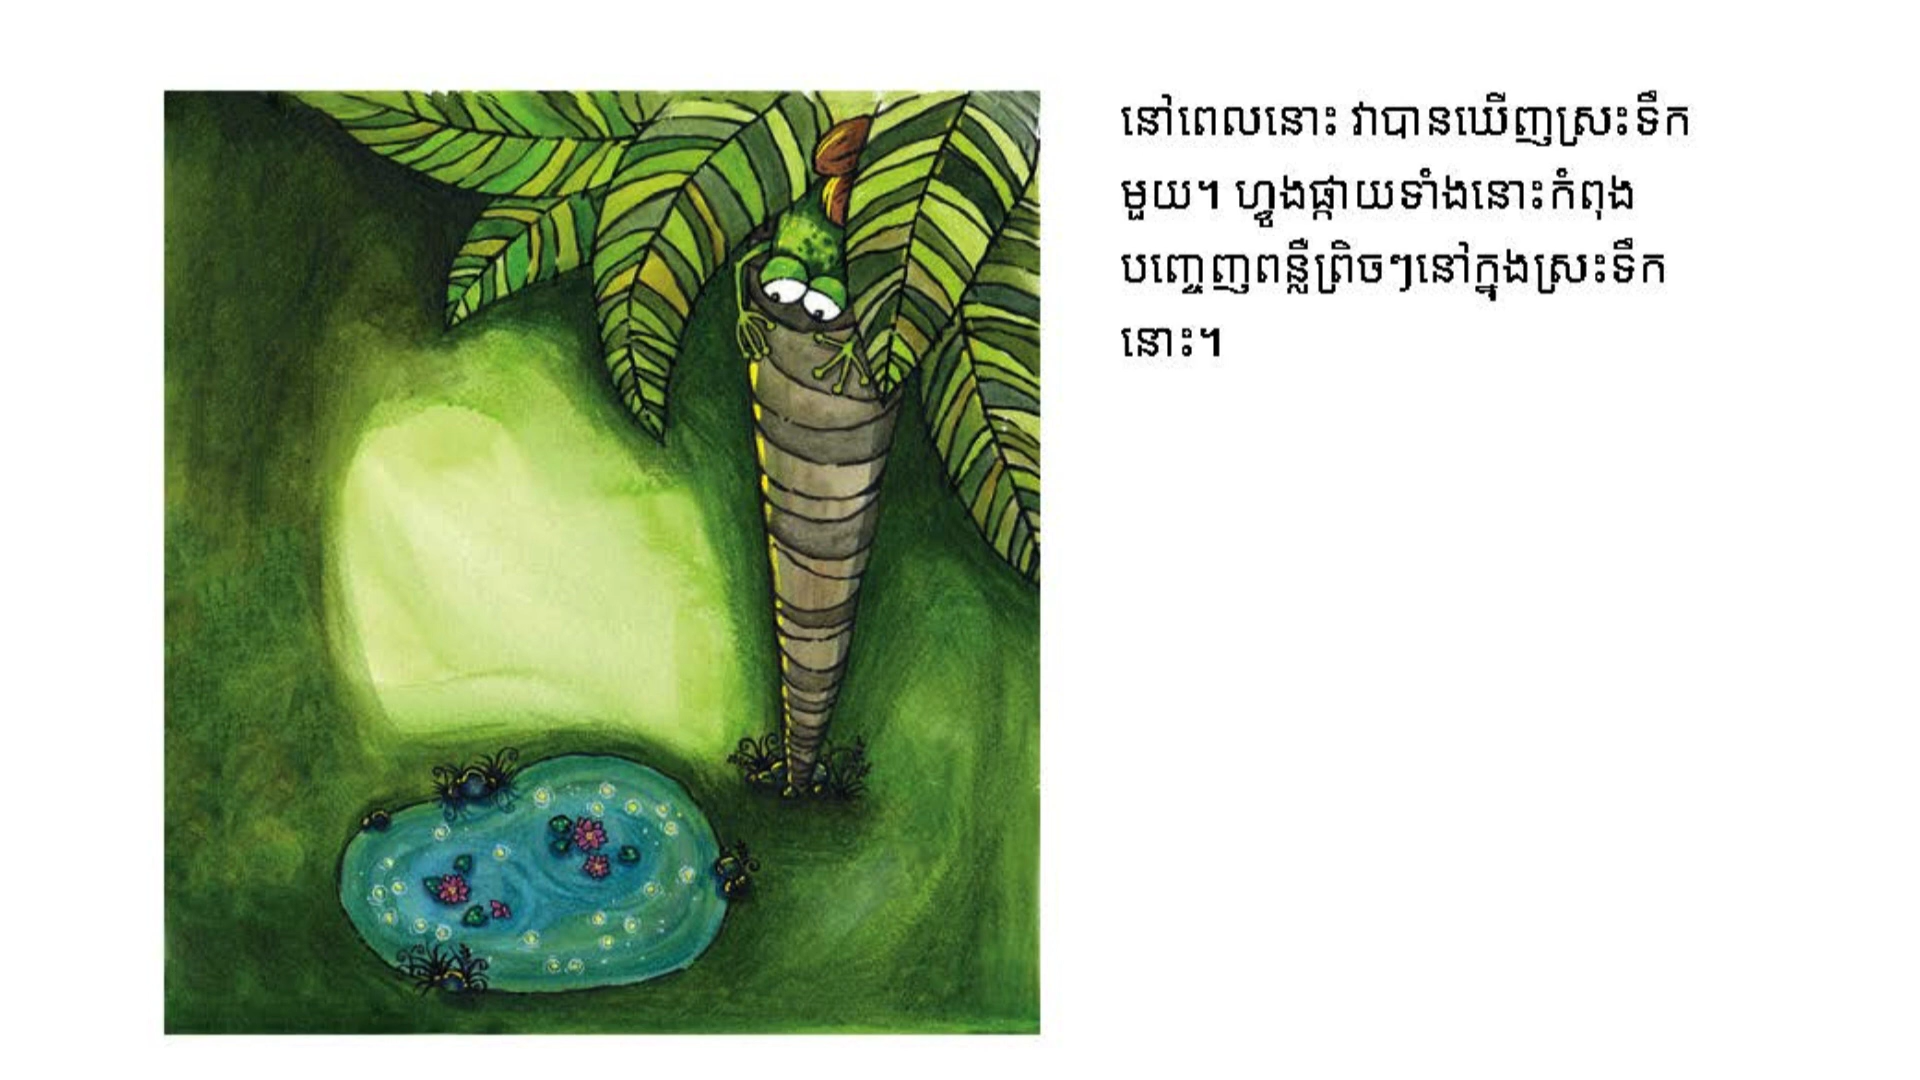 នៅពេលនោះ វាបានឃើញស្រះទឹក
មួយ។ ហ្វូងផ្កាយទាំងនោះកំពុង
បញ្ចេញពន្លឺព្រិចៗនៅក្នុងស្រះទឹក
នោះ។